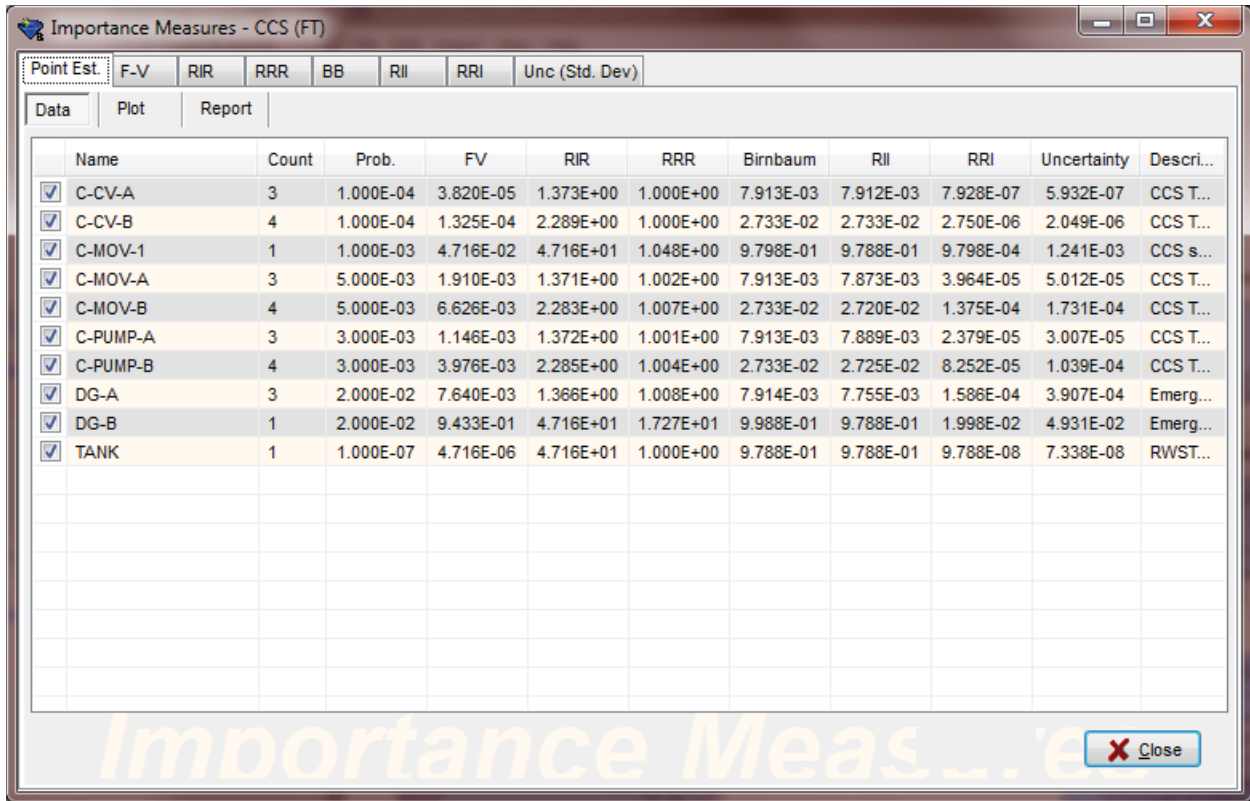 Importance Measures - CCS (FT)
Point Est. F-V RIR RRR BB RII RRI Unc (Std. Dev)
Data Plot Report
Name Count Prob. FV RIR RRR Birnbaum RII RRI Uncertainty Descri...
C-CV-A 3 1.000E-04 3.820E-05 1.373E+00 1.000E+00 7.913E-03 7.912E-03 7.928E-07 5.932E-07 CCS T...
C-CV-B 4 1.000E-04 1.325E-04 2.289E+00 1.000E+00 2.733E-02 2.733E-02 2.750E-06 2.049E-06 CCS T...
C-MOV-1 1 1.000E-03 4.716E-02 4.716E+01 1.048E+00 9.798E-01 9.788E-01 9.798E-04 1.241E-03 CCS s...
C-MOV-A 3 5.000E-03 1.910E-03 1.371E+00 1.002E+00 7.913E-03 7.873E-03 3.964E-05 5.012E-05 CCS T...
C-MOV-B 4 5.000E-03 6.626E-03 2.283E+00 1.007E+00 2.733E-02 2.720E-02 1.375E-04 1.731E-04 CCS T...
C-PUMP-A 3 3.000E-03 1.146E-03 1.372E+00 1.001E+00 7.913E-03 7.889E-03 2.379E-05 3.007E-05 CCS T...
C-PUMP-B 4 3.000E-03 3.976E-03 2.285E+00 1.004E+00 2.733E-02 2.725E-02 8.252E-05 1.039E-04 CCS T...
DG-A 3 2.000E-02 7.640E-03 1.366E+00 1.008E+00 7.914E-03 7.755E-03 1.586E-04 3.907E-04 Emerg...
DG-B 1 2.000E-02 9.433E-01 4.716E+01 1.727E+01 9.988E-01 9.788E-01 1.998E-02 4.931E-02 Emerg...
TANK 1 1.000E-07 4.716E-06 4.716E+01 1.000E+00 9.788E-01 9.788E-01 9.788E-08 7.338E-08 RWST...
Importance Measures
Close